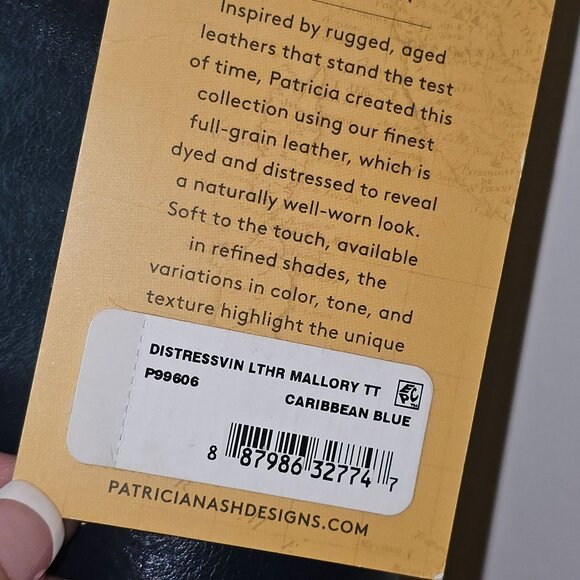 Inspired by rugged, aged
leathers that stand the test
of time, Patricia created this
collection using our finest
full-grain leather, which is
dyed and distressed to reveal
a naturally well-worn look.
Soft to the touch, available
in refined shades, the
variations in color, tone, and
texture highlight the unique
DISTRESSVIN LTHR MALLORY TT
P99606
CARIBBEAN BLUE
8 87986 32774 7
PATRICIANASHDESIGNS.COM